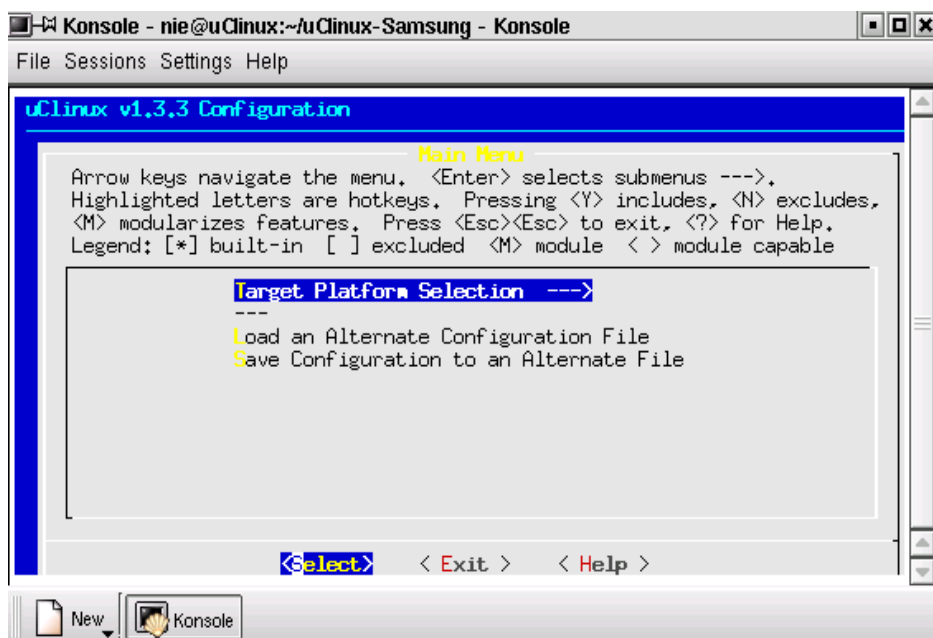 Konsole - nie@uClinux:~/uClinux-Samsung - Konsole
File Sessions Settings Help
uClinux v1.3.3 Configuration
Main Menu
Arrow keys navigate the menu. <Enter> selects submenus --->.
Highlighted letters are hotkeys. Pressing <Y> includes, <N> excludes,
<M> modularizes features. Press <Esc><Esc> to exit, <?> for Help.
Legend: [*] built-in [ ] excluded <M> module < > module capable
Target Platform Selection --->
---
Load an Alternate Configuration File
Save Configuration to an Alternate File
<Select> < Exit > < Help >
New Konsole